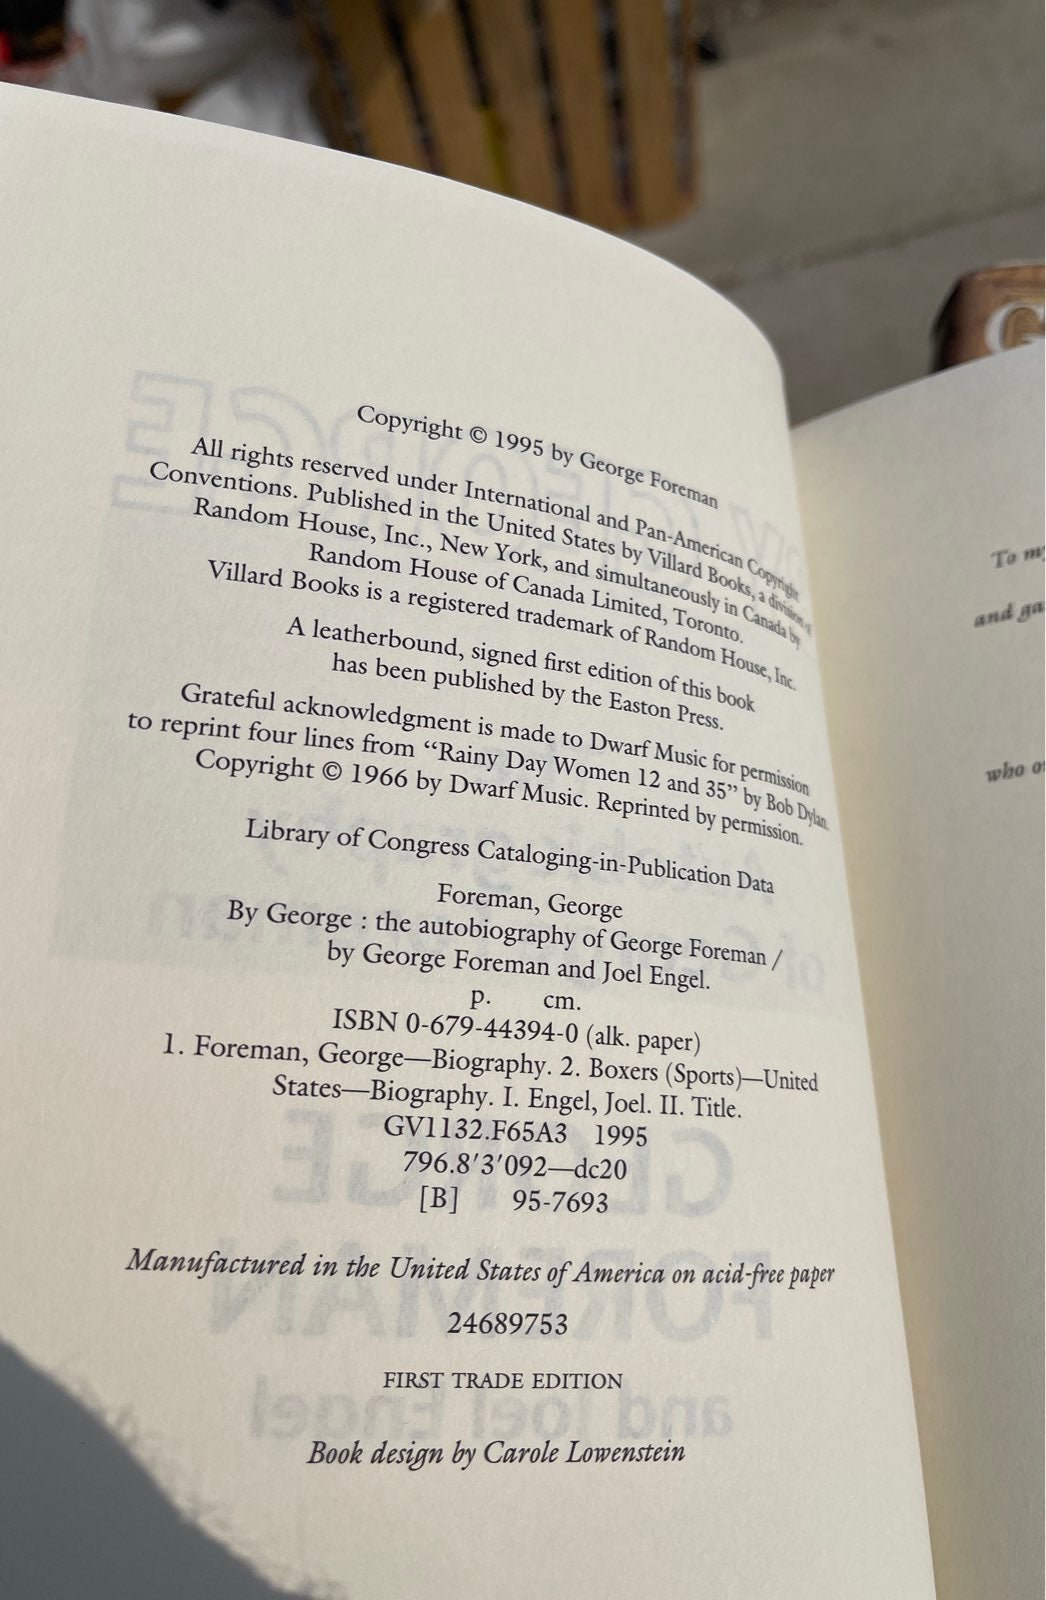 Copyright © 1995 by George Foreman
All rights reserved under International and Pan-American Copyright
Conventions. Published in the United States by Villard Books, a division of
Random House, Inc., New York, and simultaneously in Canada by
Random House of Canada Limited, Toronto.
Villard Books is a registered trademark of Random House, Inc.
A leatherbound, signed first edition of this book
has been published by the Easton Press.
Grateful acknowledgment is made to Dwarf Music for permission
to reprint four lines from “Rainy Day Women 12 and 35” by Bob Dylan.
Copyright © 1966 by Dwarf Music. Reprinted by permission.
Library of Congress Cataloging-in-Publication Data
Foreman, George
By George : the autobiography of George Foreman /
by George Foreman and Joel Engel.
p. cm.
ISBN 0-679-44394-0 (alk. paper)
1. Foreman, George—Biography. 2. Boxers (Sports)—United
States—Biography. I. Engel, Joel. II. Title.
GV1132.F65A3 1995
796.8′3′092—dc20
[B] 95-7693
Manufactured in the United States of America on acid-free paper
24689753
FIRST TRADE EDITION
Book design by Carole Lowenstein
To
and
who